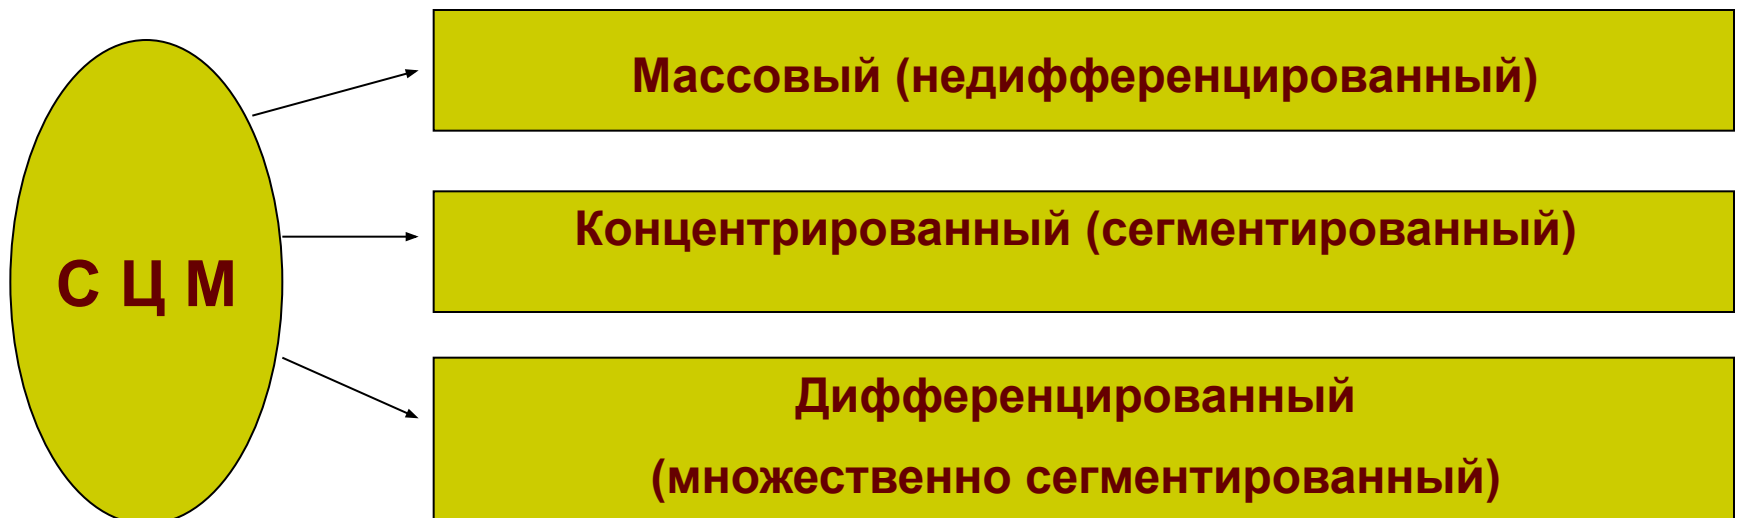 С Ц М
Массовый (недифференцированный)
Концентрированный (сегментированный)
Дифференцированный
(множественно сегментированный)